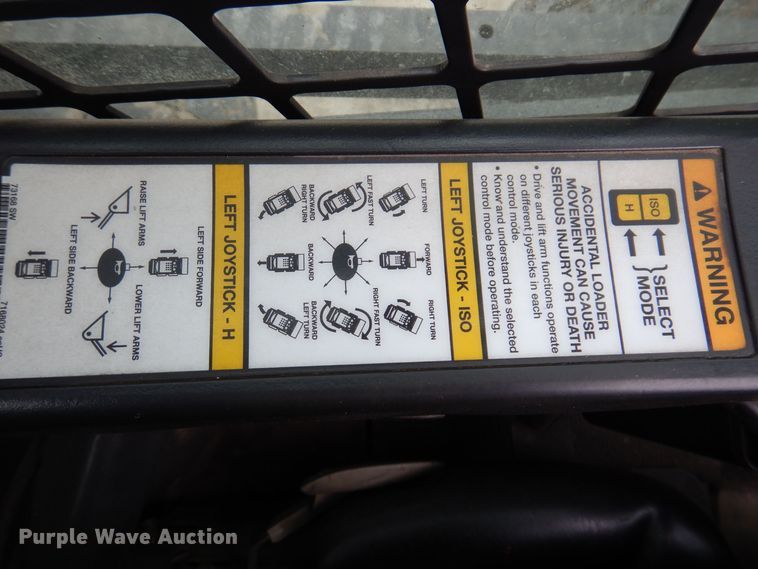 WARNING
ISO
H
SELECT
MODE
ACCIDENTAL LOADER
MOVEMENT CAN CAUSE
SERIOUS INJURY OR DEATH
• Drive and lift arm functions operate
on different joysticks in each
control mode.
• Know and understand the selected
control mode before operating.
LEFT JOYSTICK - ISO
LEFT TURN
FORWARD
RIGHT TURN
LEFT FAST TURN
RIGHT FAST TURN
BACKWARD
RIGHT TURN
BACKWARD
BACKWARD
LEFT TURN
LEFT JOYSTICK - H
LEFT SIDE FORWARD
RAISE LIFT ARMS
LOWER LIFT ARMS
LEFT SIDE BACKWARD
73168 SW
7168024
Purple Wave Auction